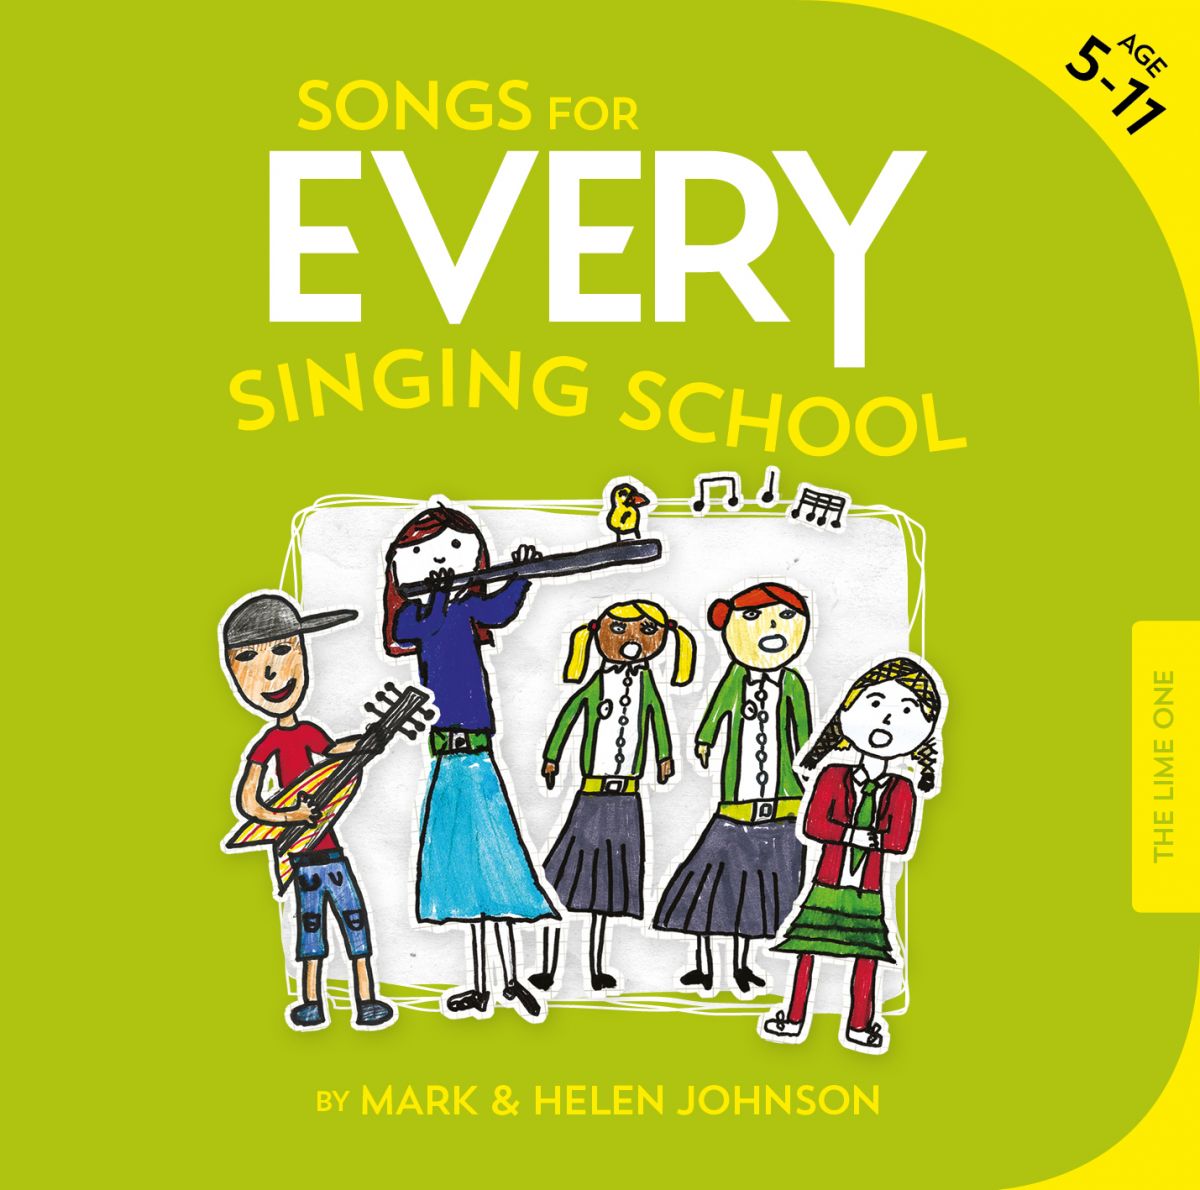 AGE
5-11
SONGS FOR
EVERY
SINGING SCHOOL
THE LIME ONE
BY MARK & HELEN JOHNSON